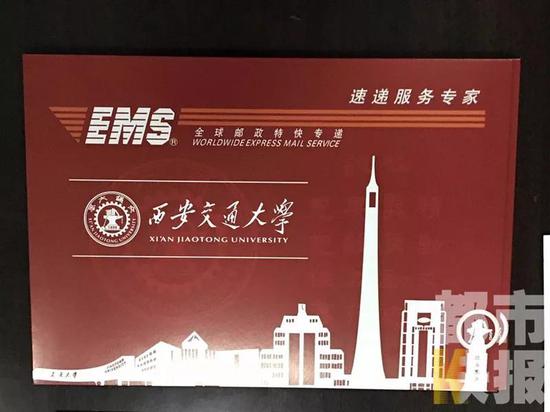 速递服务专家
EMS®
全球邮政特快专递
WORLDWIDE EXPRESS MAIL SERVICE
西安交通大學
XI'AN JIAOTONG UNIVERSITY
都市
快报